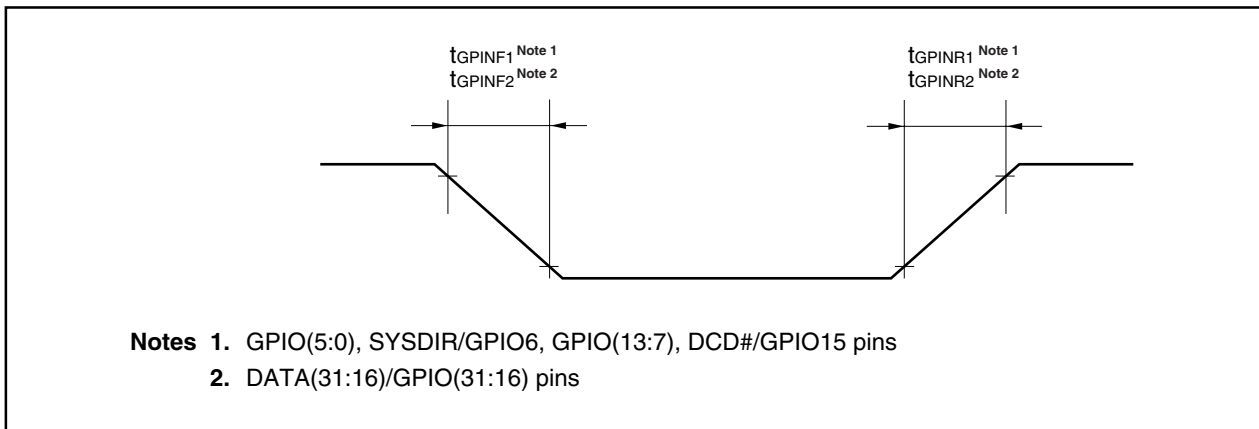 tGPINF1 Note 1
tGPINF2 Note 2
tGPINR1 Note 1
tGPINR2 Note 2
Notes 1. GPIO(5:0), SYSDIR/GPIO6, GPIO(13:7), DCD#/GPIO15 pins
2. DATA(31:16)/GPIO(31:16) pins